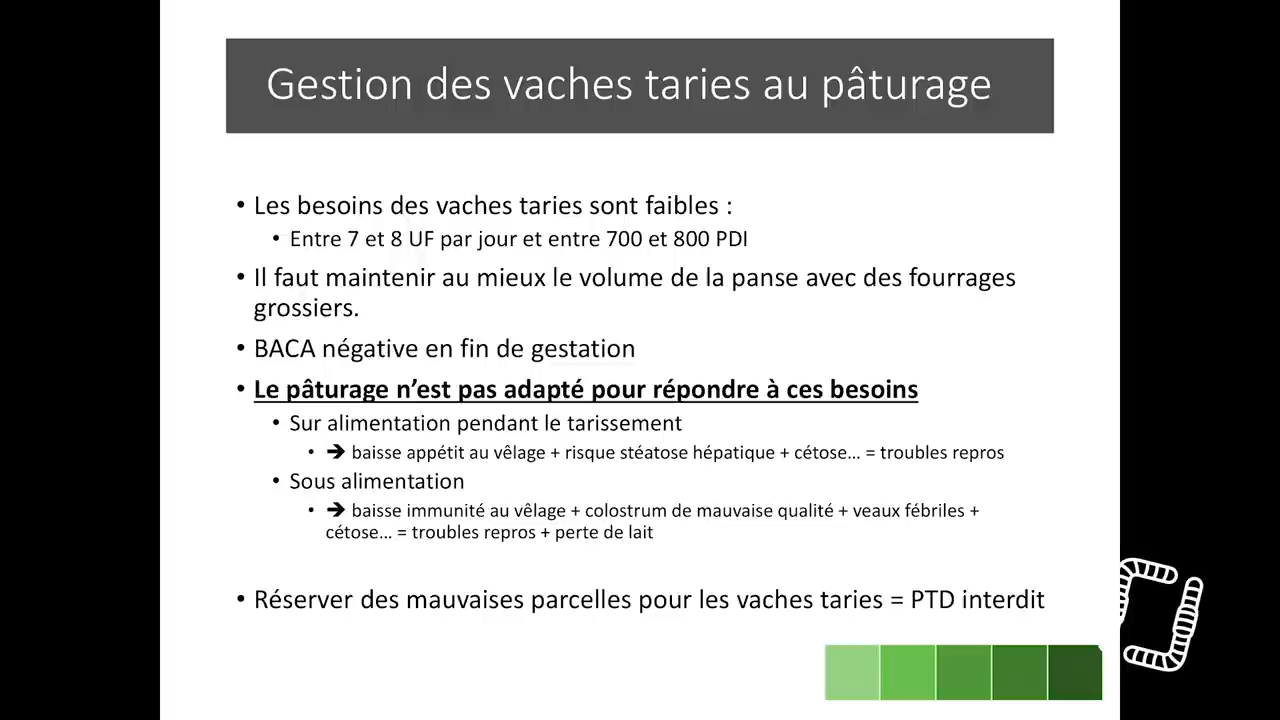 Gestion des vaches taries au pâturage
• Les besoins des vaches taries sont faibles :
• Entre 7 et 8 UF par jour et entre 700 et 800 PDI
• Il faut maintenir au mieux le volume de la panse avec des fourrages
grossiers.
• BACA négative en fin de gestation
• Le pâturage n’est pas adapté pour répondre à ces besoins
• Sur alimentation pendant le tarissement
• ➔ baisse appétit au vêlage + risque stéatose hépatique + cétose… = troubles repros
• Sous alimentation
• ➔ baisse immunité au vêlage + colostrum de mauvaise qualité + veaux fébriles +
cétose… = troubles repros + perte de lait
• Réserver des mauvaises parcelles pour les vaches taries = PTD interdit